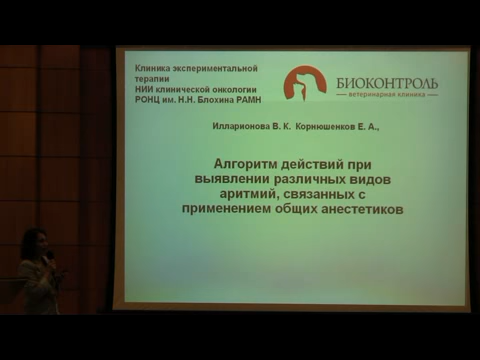 Клиника экспериментальной
терапии
НИИ клинической онкологии
РОНЦ им. Н.Н. Блохина РАМН
БИОКОНТРОЛЬ
ветеринарная клиника
Илларионова В. К. Корнюшенков Е. А.,
Алгоритм действий при
выявлении различных видов
аритмий, связанных с
применением общих анестетиков